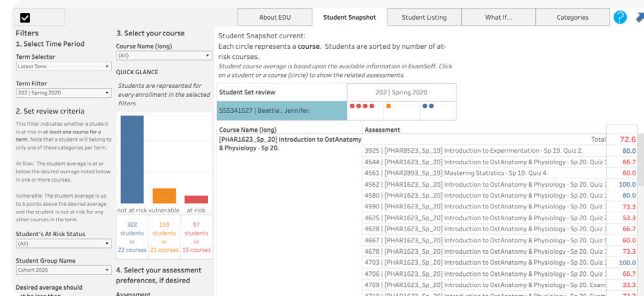 About EDU
Student Snapshot
Student Listing
What If...
Categories
?
Filters
1. Select Time Period
Term Selector
Latest Term
Term Filter
202 | Spring 2020
2. Set review criteria
This filter indicates whether a student
is at risk in at least one course for a
term. Note that a student will belong to
only one of these categories per term.
At Risk: The student average is at or
below the desired average noted below
in one or more courses.
Vulnerable: The student average is up
to 5 points above the desired average
and the student is not at risk for any
other courses in the term.
Student's At Risk Status
(All)
Student Group Name
Cohort 2026
Desired average should
3. Select your course
Course Name (long)
(All)
QUICK GLANCE
Students are represented for
every enrollment in the selected
filters
not at risk vulnerable at-risk
322 159 97
students students students
in in in
22 courses 21 courses 15 courses
4. Select your assessment
preferences, if desired
Assessment
Student Snapshot current:
Each circle represents a course. Students are sorted by number of at-
risk courses.
Student course average is based upon the available information in ExamSoft. Click
on a student or a course (circle) to show the related assessments.
Student Set review 202 | Spring 2020
555341527 | Beattie., Jennifer.
Course Name (long) Assessment
[PHAR1623_Sp_20] Introduction to OstAnatomy
& Physiology - Sp 20.
Total 72.6
3925 | [PHAR8523_Sp_19] Introduction to Experimentation - Sp 19. Quiz 2. 80.0
4544 | [PHAR1623_Sp_20] Introduction to OstAnatomy & Physiology - Sp 20. Quiz 66.7
4561 | [PHAR2893_Sp_19] Mastering Statistics - Sp 19. Quiz 4. 60.0
4562 | [PHAR1623_Sp_20] Introduction to OstAnatomy & Physiology - Sp 20. Quiz 100.0
4580 | [PHAR1623_Sp_20] Introduction to OstAnatomy & Physiology - Sp 20. Quiz 80.0
4590 | [PHAR1623_Sp_20] Introduction to OstAnatomy & Physiology - Sp 20. Quiz 73.3
4625 | [PHAR1623_Sp_20] Introduction to OstAnatomy & Physiology - Sp 20. Quiz 53.3
4628 | [PHAR1623_Sp_20] Introduction to OstAnatomy & Physiology - Sp 20. Quiz 66.7
4667 | [PHAR1623_Sp_20] Introduction to OstAnatomy & Physiology - Sp 20. Quiz 60.0
4678 | [PHAR1623_Sp_20] Introduction to OstAnatomy & Physiology - Sp 20. Quiz 73.3
4703 | [PHAR1623_Sp_20] Introduction to OstAnatomy & Physiology - Sp 20. Quiz 100.0
4706 | [PHAR1623_Sp_20] Introduction to OstAnatomy & Physiology - Sp 20. Quiz 66.7
4709 | [PHAR1623_Sp_20] Introduction to OstAnatomy & Physiology - Sp 20. Exam 33.3